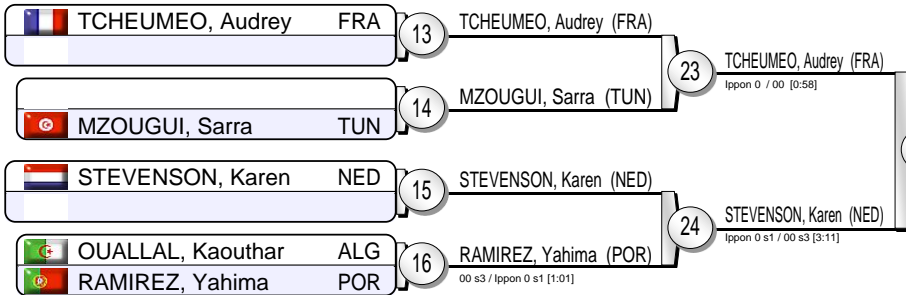 TCHEUMEO, Audrey FRA
13
TCHEUMEO, Audrey (FRA)
23
TCHEUMEO, Audrey (FRA)
Ippon 0 / 00 [0:58]
14
MZOUGUI, Sarra (TUN)
MZOUGUI, Sarra TUN
STEVENSON, Karen NED
15
STEVENSON, Karen (NED)
24
STEVENSON, Karen (NED)
Ippon 0 s1 / 00 s3 [3:11]
OUALLAL, Kaouthar ALG
16
RAMIREZ, Yahima (POR)
RAMIREZ, Yahima POR
00 s3 / Ippon 0 s1 [1:01]